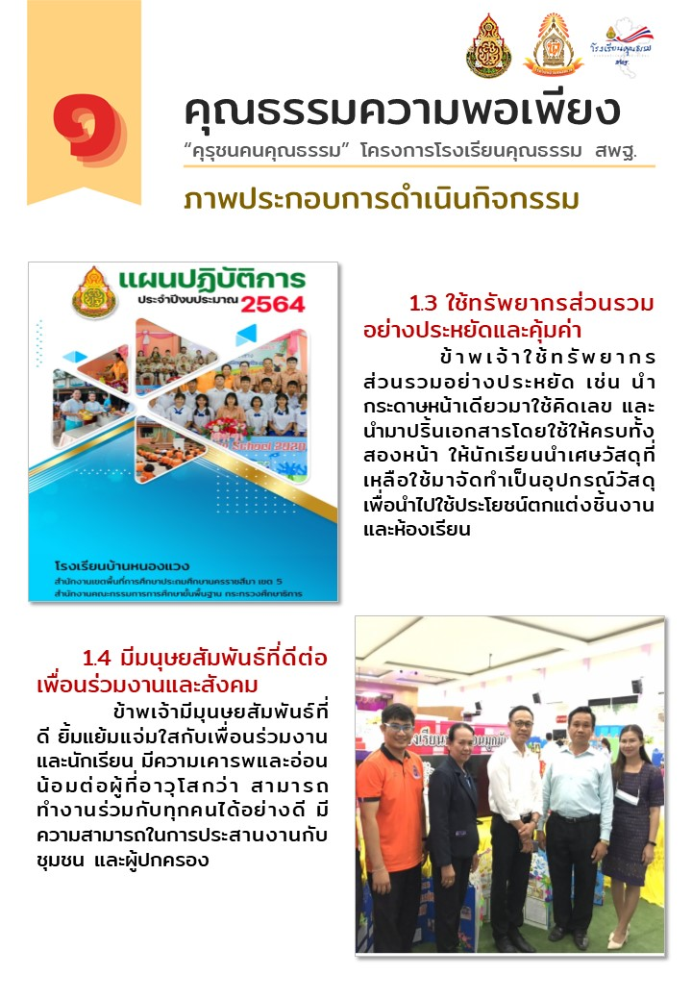 โรงเรียนคุณธรรม
สพฐ.
๑
คุณธรรมความพอเพียง
“คุรุชนคนคุณธรรม” โครงการโรงเรียนคุณธรรม สพฐ.
ภาพประกอบการดำเนินกิจกรรม
แผนปฏิบัติการ
ประจำปีงบประมาณ 2564
School 2020
โรงเรียนบ้านหนองแวง
สำนักงานเขตพื้นที่การศึกษาประถมศึกษานครราชสีมา เขต 5
สำนักงานคณะกรรมการการศึกษาขั้นพื้นฐาน กระทรวงศึกษาธิการ
1.3 ใช้ทรัพยากรส่วนรวม
อย่างประหยัดและคุ้มค่า
ข้าพเจ้าใช้ทรัพยากร
ส่วนรวมอย่างประหยัด เช่น นำ
กระดาษหน้าเดียวมาใช้คิดเลข และ
นำมาปริ้นเอกสารโดยใช้ให้ครบทั้ง
สองหน้า ให้นักเรียนนำเศษวัสดุที่
เหลือใช้มาจัดทำเป็นอุปกรณ์วัสดุ
เพื่อนำไปใช้ประโยชน์ตกแต่งชิ้นงาน
และห้องเรียน
1.4 มีมนุษยสัมพันธ์ที่ดีต่อ
เพื่อนร่วมงานและสังคม
ข้าพเจ้ามีมุนษยสัมพันธ์ที่
ดี ยิ้มแย้มแจ่มใสกับเพื่อนร่วมงาน
และนักเรียน มีความเคารพและอ่อน
น้อมต่อผู้ที่อาวุโสกว่า สามารถ
ทำงานร่วมกับทุกคนได้อย่างดี มี
ความสามารถในการประสานงานกับ
ชุมชน และผู้ปกครอง